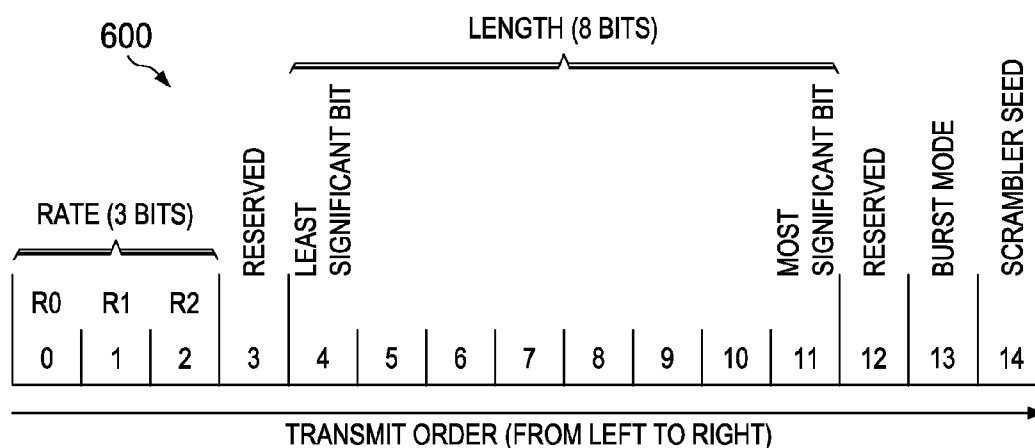 600
LENGTH (8 BITS)
RATE (3 BITS)
RESERVED
LEAST
SIGNIFICANT BIT
MOST
SIGNIFICANT BIT
RESERVED
BURST MODE
SCRAMBLER SEED
R0 R1 R2
0 1 2 3 4 5 6 7 8 9 10 11 12 13 14
TRANSMIT ORDER (FROM LEFT TO RIGHT)